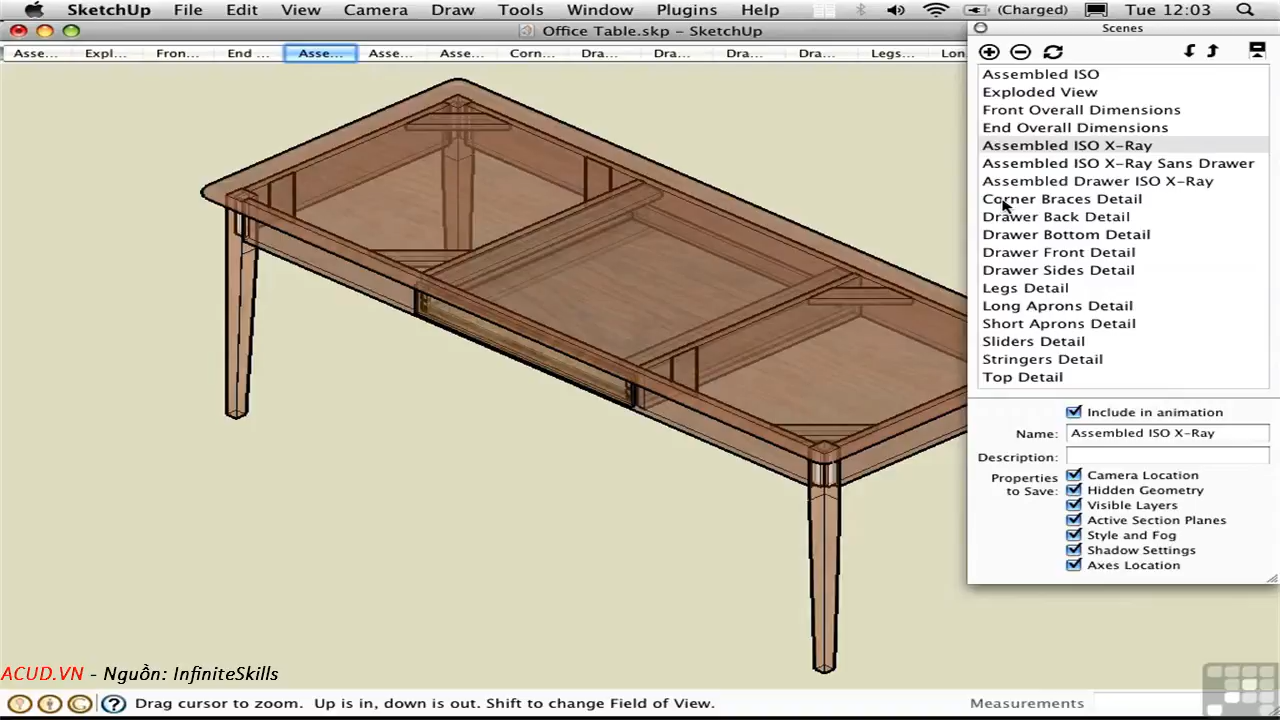 SketchUp File Edit View Camera Draw Tools Window Plugins Help (Charged) Tue 12:03
Office Table.skp – SketchUp
Scenes
Asse... Expl... Fron... End ... Asse... Asse... Asse... Corn... Dra... Dra... Dra... Dra... Legs... Lon
Assembled ISO
Exploded View
Front Overall Dimensions
End Overall Dimensions
Assembled ISO X-Ray
Assembled ISO X-Ray Sans Drawer
Assembled Drawer ISO X-Ray
Corner Braces Detail
Drawer Back Detail
Drawer Bottom Detail
Drawer Front Detail
Drawer Sides Detail
Legs Detail
Long Aprons Detail
Short Aprons Detail
Sliders Detail
Stringers Detail
Top Detail
Include in animation
Name: Assembled ISO X-Ray
Description:
Properties to Save:
Camera Location
Hidden Geometry
Visible Layers
Active Section Planes
Style and Fog
Shadow Settings
Axes Location
ACUD.VN - Nguồn: InfiniteSkills
Drag cursor to zoom. Up is in, down is out. Shift to change Field of View. Measurements